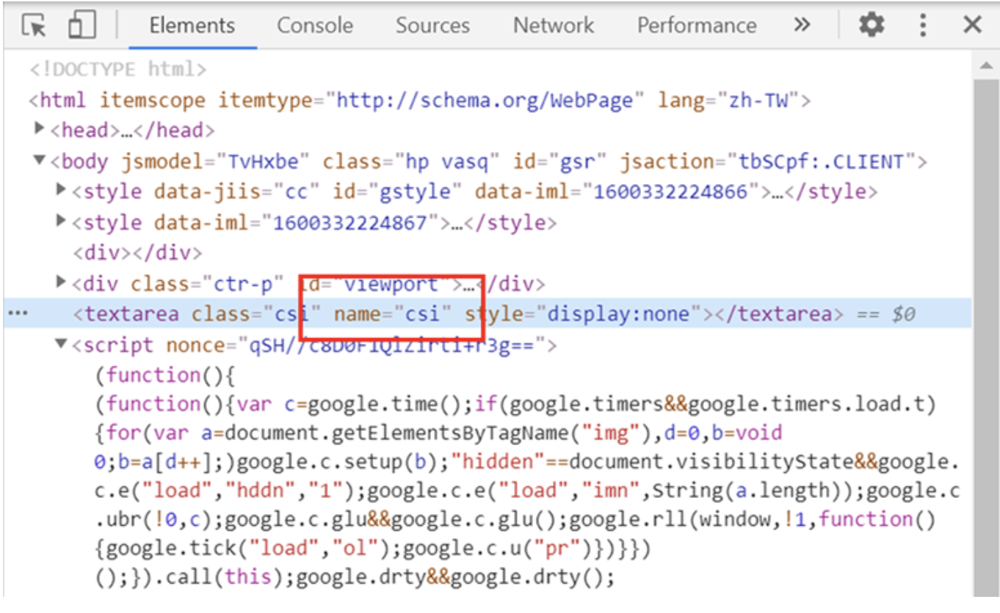 Elements Console Sources Network Performance »
<!DOCTYPE html>
<html itemscope itemtype="http://schema.org/WebPage" lang="zh-TW">
<head>…</head>
<body jsmodel="TvHxbe" class="hp vasq" id="gsr" jsaction="tbSCpf:.CLIENT">
<style data-jiis="cc" id="gstyle" data-iml="1600332224866">…</style>
<style data-iml="1600332224867">…</style>
<div></div>
<div class="ctr-p" id="viewport">…</div>
<textarea class="csi" name="csi" style="display:none"></textarea> == $0
<script nonce=">
(function(){
(function(){var c=google.time();if(google.timers&&google.timers.load.t)
{for(var a=document.getElementsByTagName("img"),d=0,b=void
0;b=a[d++];)google.c.setup(b);"hidden"==document.visibilityState&&google.
c.e("load","hddn","1");google.c.e("load","imn",String(a.length));google.c
.ubr(!0,c);google.c.glu&&google.c.glu();google.rll(window,!1,function()
{google.tick("load","ol");google.c.u("pr")})}})
();}).call(this);google.drty&&google.drty();